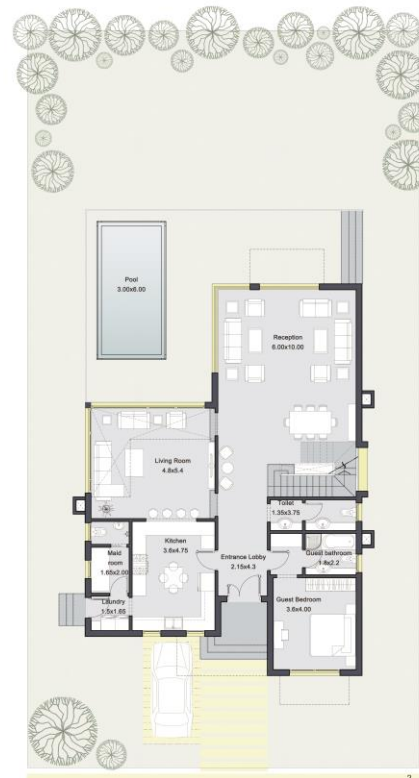 Pool
3.00x6.00
Reception
6.00x10.00
Living Room
4.8x5.4
Toilet
1.35x3.75
Kitchen
3.6x4.75
Maid
room
1.65x2.00
Entrance Lobby
2.15x4.3
Guest bathroom
1.8x2.2
Laundry
1.5x1.65
Guest Bedroom
3.6x4.00